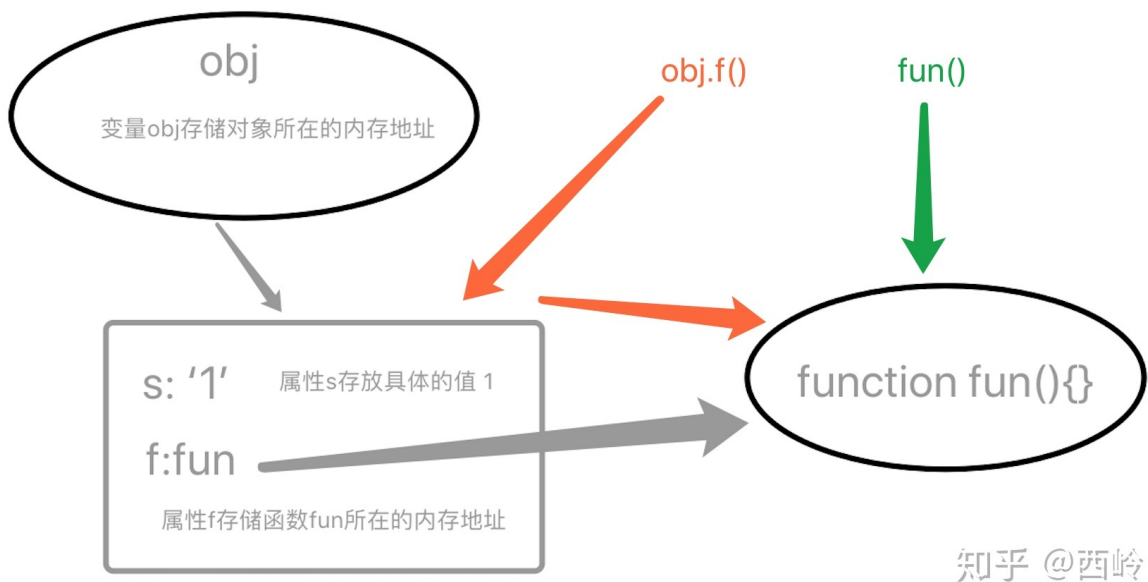 obj
变量obj存储对象所在的内存地址
obj.f()
fun()
s: ‘1’
属性s存放具体的值 1
f:fun
属性f存储函数fun所在的内存地址
function fun(){}
知乎 @西岭